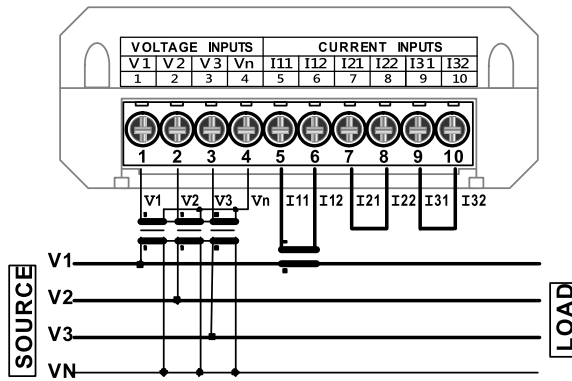 VOLTAGE INPUTS CURRENT INPUTS
V1 V2 V3 Vn I11 I12 I21 I22 I31 I32
1 2 3 4 5 6 7 8 9 10
1 2 3 4 5 6 7 8 9 10
V1 V2 V3 Vn I11 I12 I21 I22 I31 I32
SOURCE
V1
V2
V3
VN
LOAD